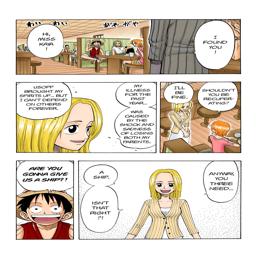 I
FOUND
YOU
!
HI,
MISS
KAYA
SHOULDN'T
YOU BE
RECUPER-
ATING?
I'LL
BE
FINE.
MY
ILLNESS
FOR THE
PAST
YEAR...
WAS
CAUSED BY
THE SHOCK AND
SADNESS
OF LOSING
BOTH MY
PARENTS.
USOPP
BROUGHT MY
SPIRITS UP... BUT
I CAN'T DEPEND
ON OTHERS
FOREVER.
ANYWAY,
YOU
THREE
NEED...
A
SHIP.
ISN'T
THAT
RIGHT
?!
ARE YOU
GONNA GIVE
US A SHIP?!